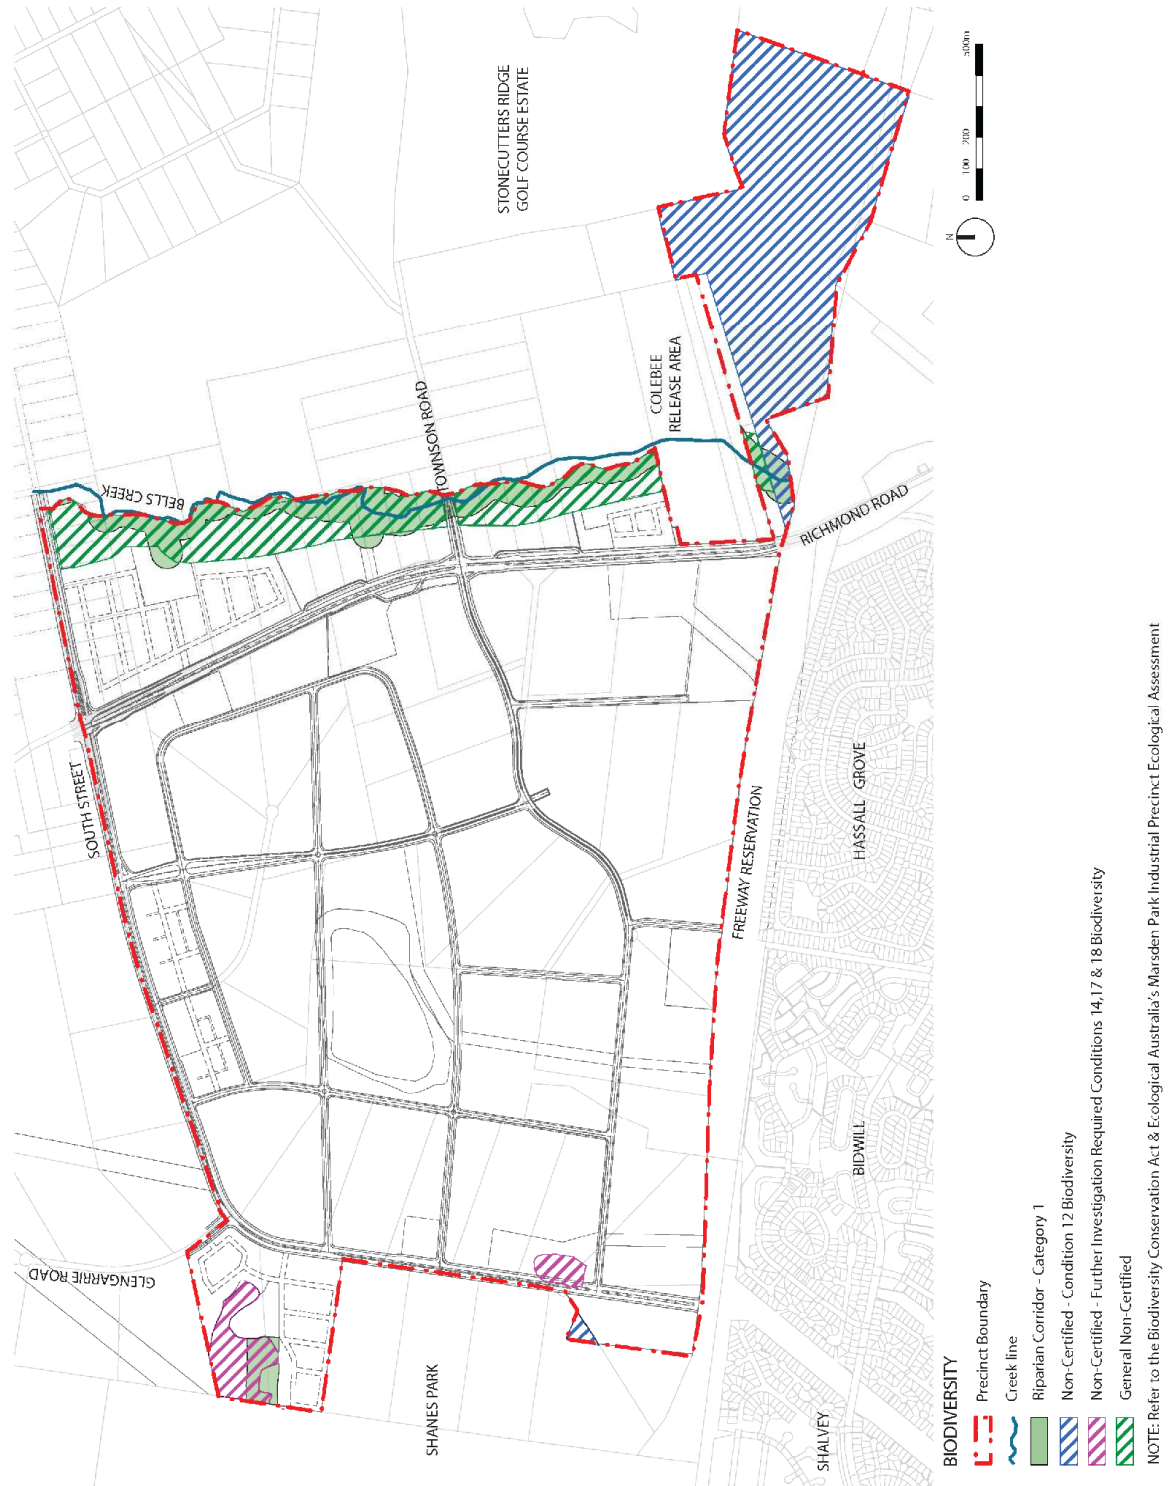 STONECUTTERS RIDGE
GOLF COURSE ESTATE
COLEBEE
RELEASE AREA
TOWNSON ROAD
BELLS CREEK
RICHMOND ROAD
SOUTH STREET
HASSALL GROVE
FREEWAY RESERVATION
BIDWILL
GLENGARRIE ROAD
SHANES PARK
SHALVEY
N
0 100 200 500m
BIODIVERSITY
Precinct Boundary
Creek line
Riparian Corridor - Category 1
Non-Certified - Condition 12 Biodiversity
Non-Certified - Further Investigation Required Conditions 14,17 & 18 Biodiversity
General Non-Certified
NOTE: Refer to the Biodiversity Conservation Act & Ecological Australia's Marsden Park Industrial Precinct Ecological Assessment